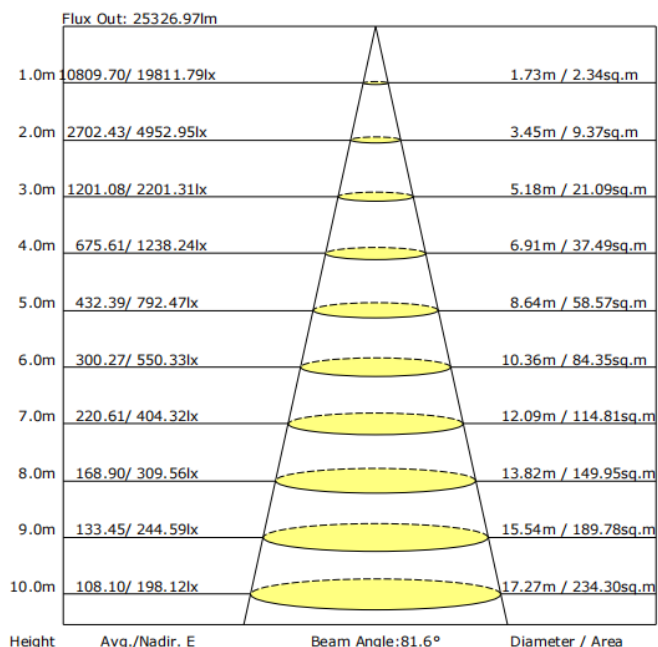 Flux Out: 25326.97lm
1.0m 10809.70/ 19811.79lx 1.73m / 2.34sq.m
2.0m 2702.43/ 4952.95lx 3.45m / 9.37sq.m
3.0m 1201.08/ 2201.31lx 5.18m / 21.09sq.m
4.0m 675.61/ 1238.24lx 6.91m / 37.49sq.m
5.0m 432.39/ 792.47lx 8.64m / 58.57sq.m
6.0m 300.27/ 550.33lx 10.36m / 84.35sq.m
7.0m 220.61/ 404.32lx 12.09m / 114.81sq.m
8.0m 168.90/ 309.56lx 13.82m / 149.95sq.m
9.0m 133.45/ 244.59lx 15.54m / 189.78sq.m
10.0m 108.10/ 198.12lx 17.27m / 234.30sq.m
Height Avg./Nadir. E Beam Angle:81.6° Diameter / Area